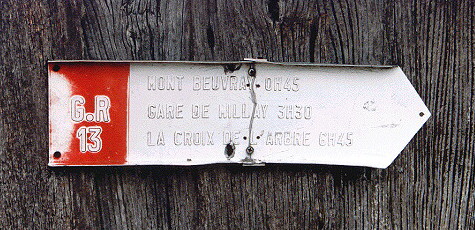 G.R
13
MONT BEUVRAY 0H45
GARE DE MILLAY 3H30
LA CROIX DE L'ARBRE 6H45